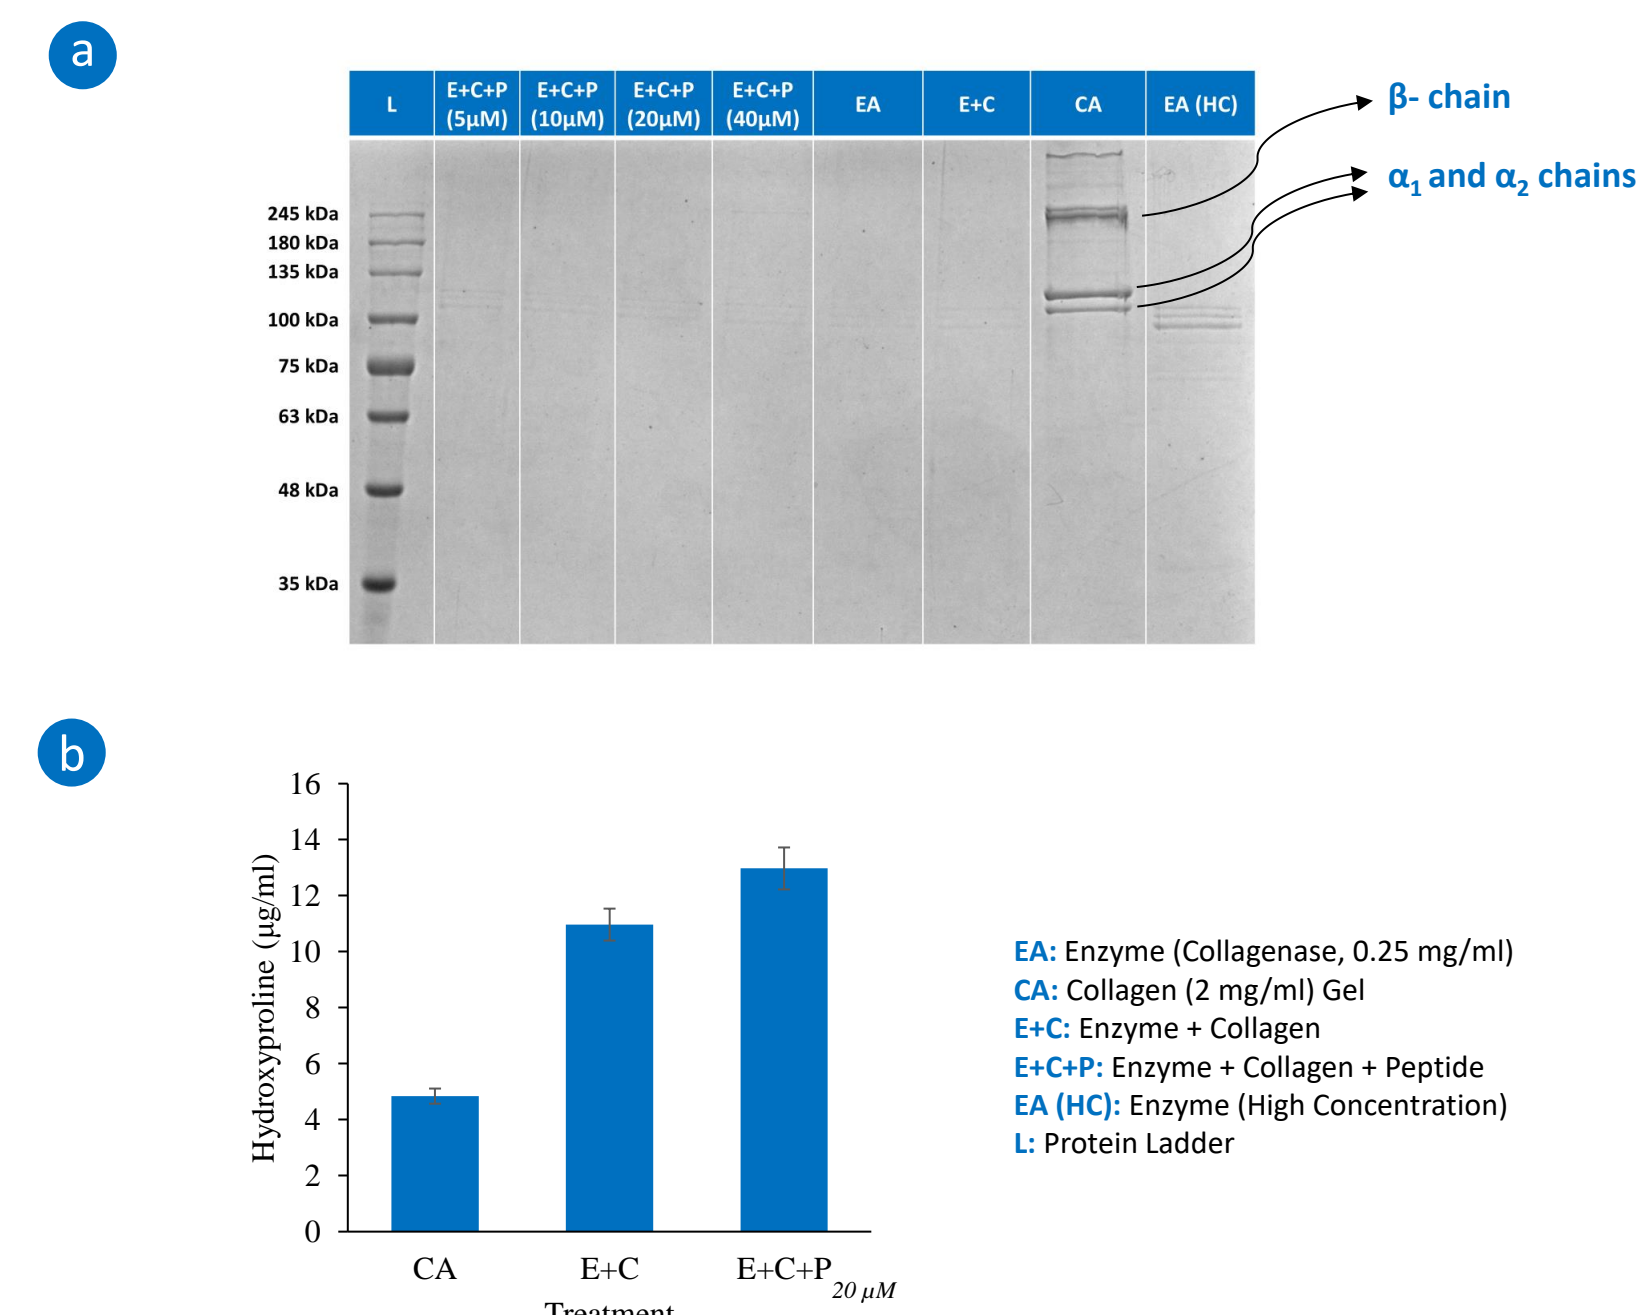 a
L
E+C+P
(5µM)
E+C+P
(10µM)
E+C+P
(20µM)
E+C+P
(40µM)
EA
E+C
CA
EA (HC)
β- chain
α1 and α2 chains
245 kDa
180 kDa
135 kDa
100 kDa
75 kDa
63 kDa
48 kDa
35 kDa
b
Hydroxyproline (µg/ml)
16
14
12
10
8
6
4
2
0
CA
E+C
E+C+P 20 µM
Treatment
EA: Enzyme (Collagenase, 0.25 mg/ml)
CA: Collagen (2 mg/ml) Gel
E+C: Enzyme + Collagen
E+C+P: Enzyme + Collagen + Peptide
EA (HC): Enzyme (High Concentration)
L: Protein Ladder